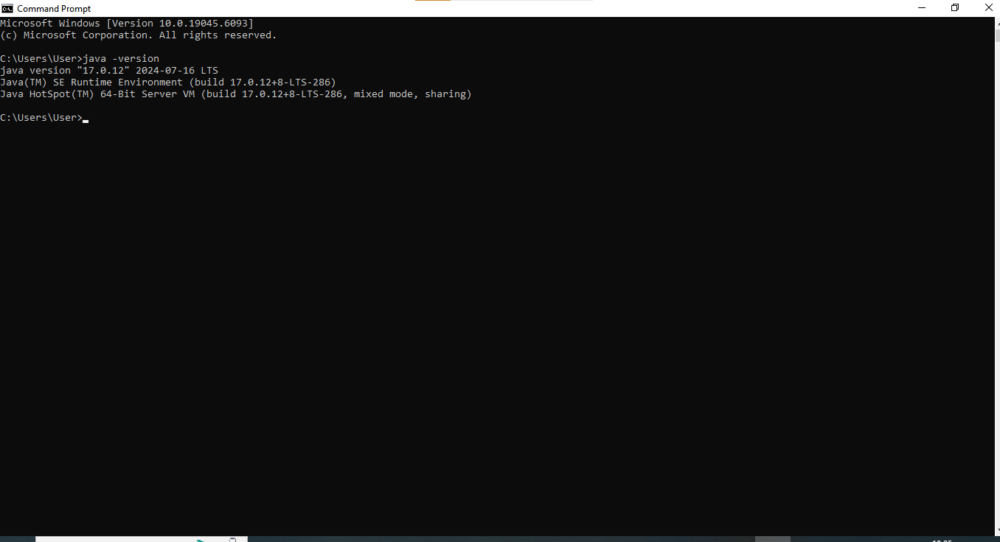 Command Prompt
Microsoft Windows [Version 10.0.19045.6093]
(c) Microsoft Corporation. All rights reserved.
C:\Users\User>java -version
java version "17.0.12" 2024-07-16 LTS
Java(TM) SE Runtime Environment (build 17.0.12+8-LTS-286)
Java HotSpot(TM) 64-Bit Server VM (build 17.0.12+8-LTS-286, mixed mode, sharing)
C:\Users\User>